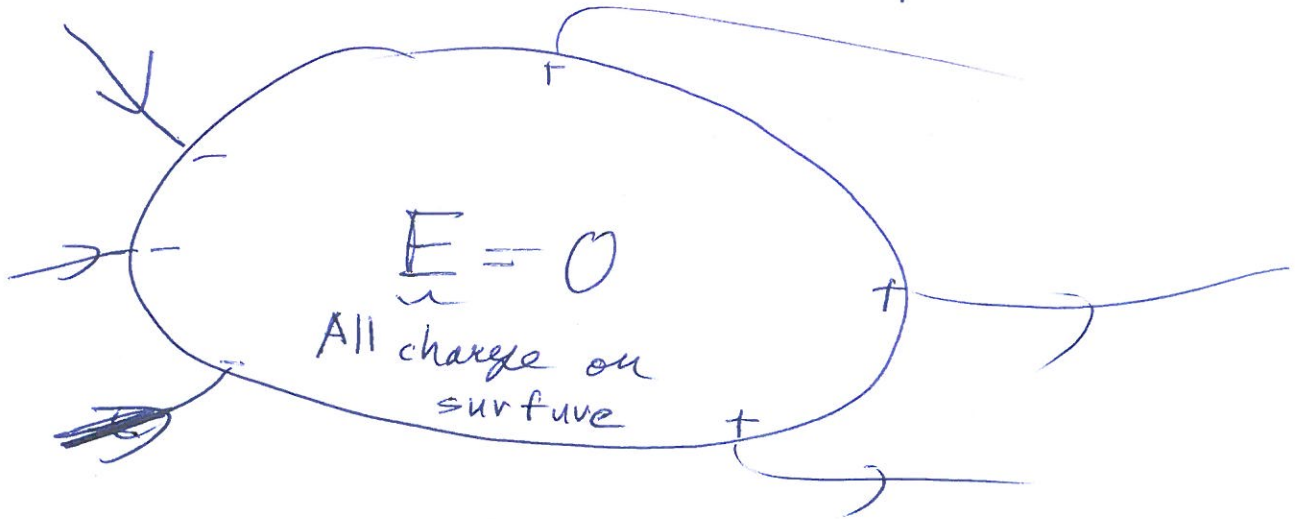 +
-
E = 0
-
+
All charge on
surfuve
-
+